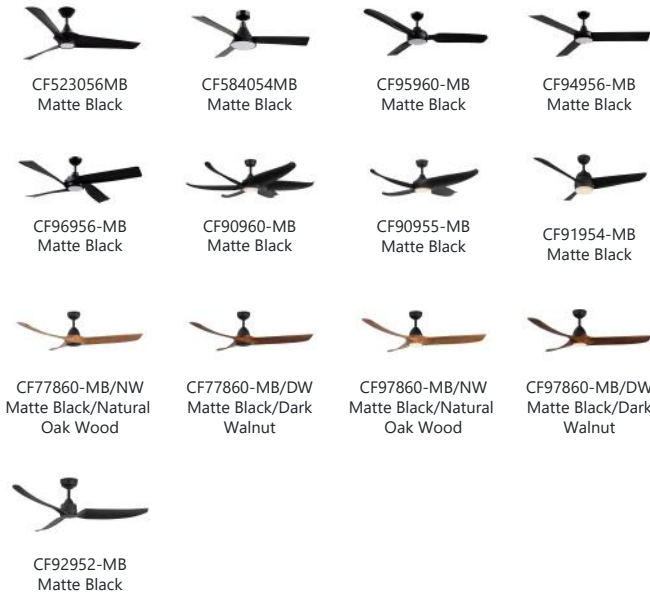 CF523056MB
Matte Black
CF584054MB
Matte Black
CF95960-MB
Matte Black
CF94956-MB
Matte Black
CF96956-MB
Matte Black
CF90960-MB
Matte Black
CF90955-MB
Matte Black
CF91954-MB
Matte Black
CF77860-MB/NW
Matte Black/Natural
Oak Wood
CF77860-MB/DW
Matte Black/Dark
Walnut
CF97860-MB/NW
Matte Black/Natural
Oak Wood
CF97860-MB/DW
Matte Black/Dark
Walnut
CF92952-MB
Matte Black